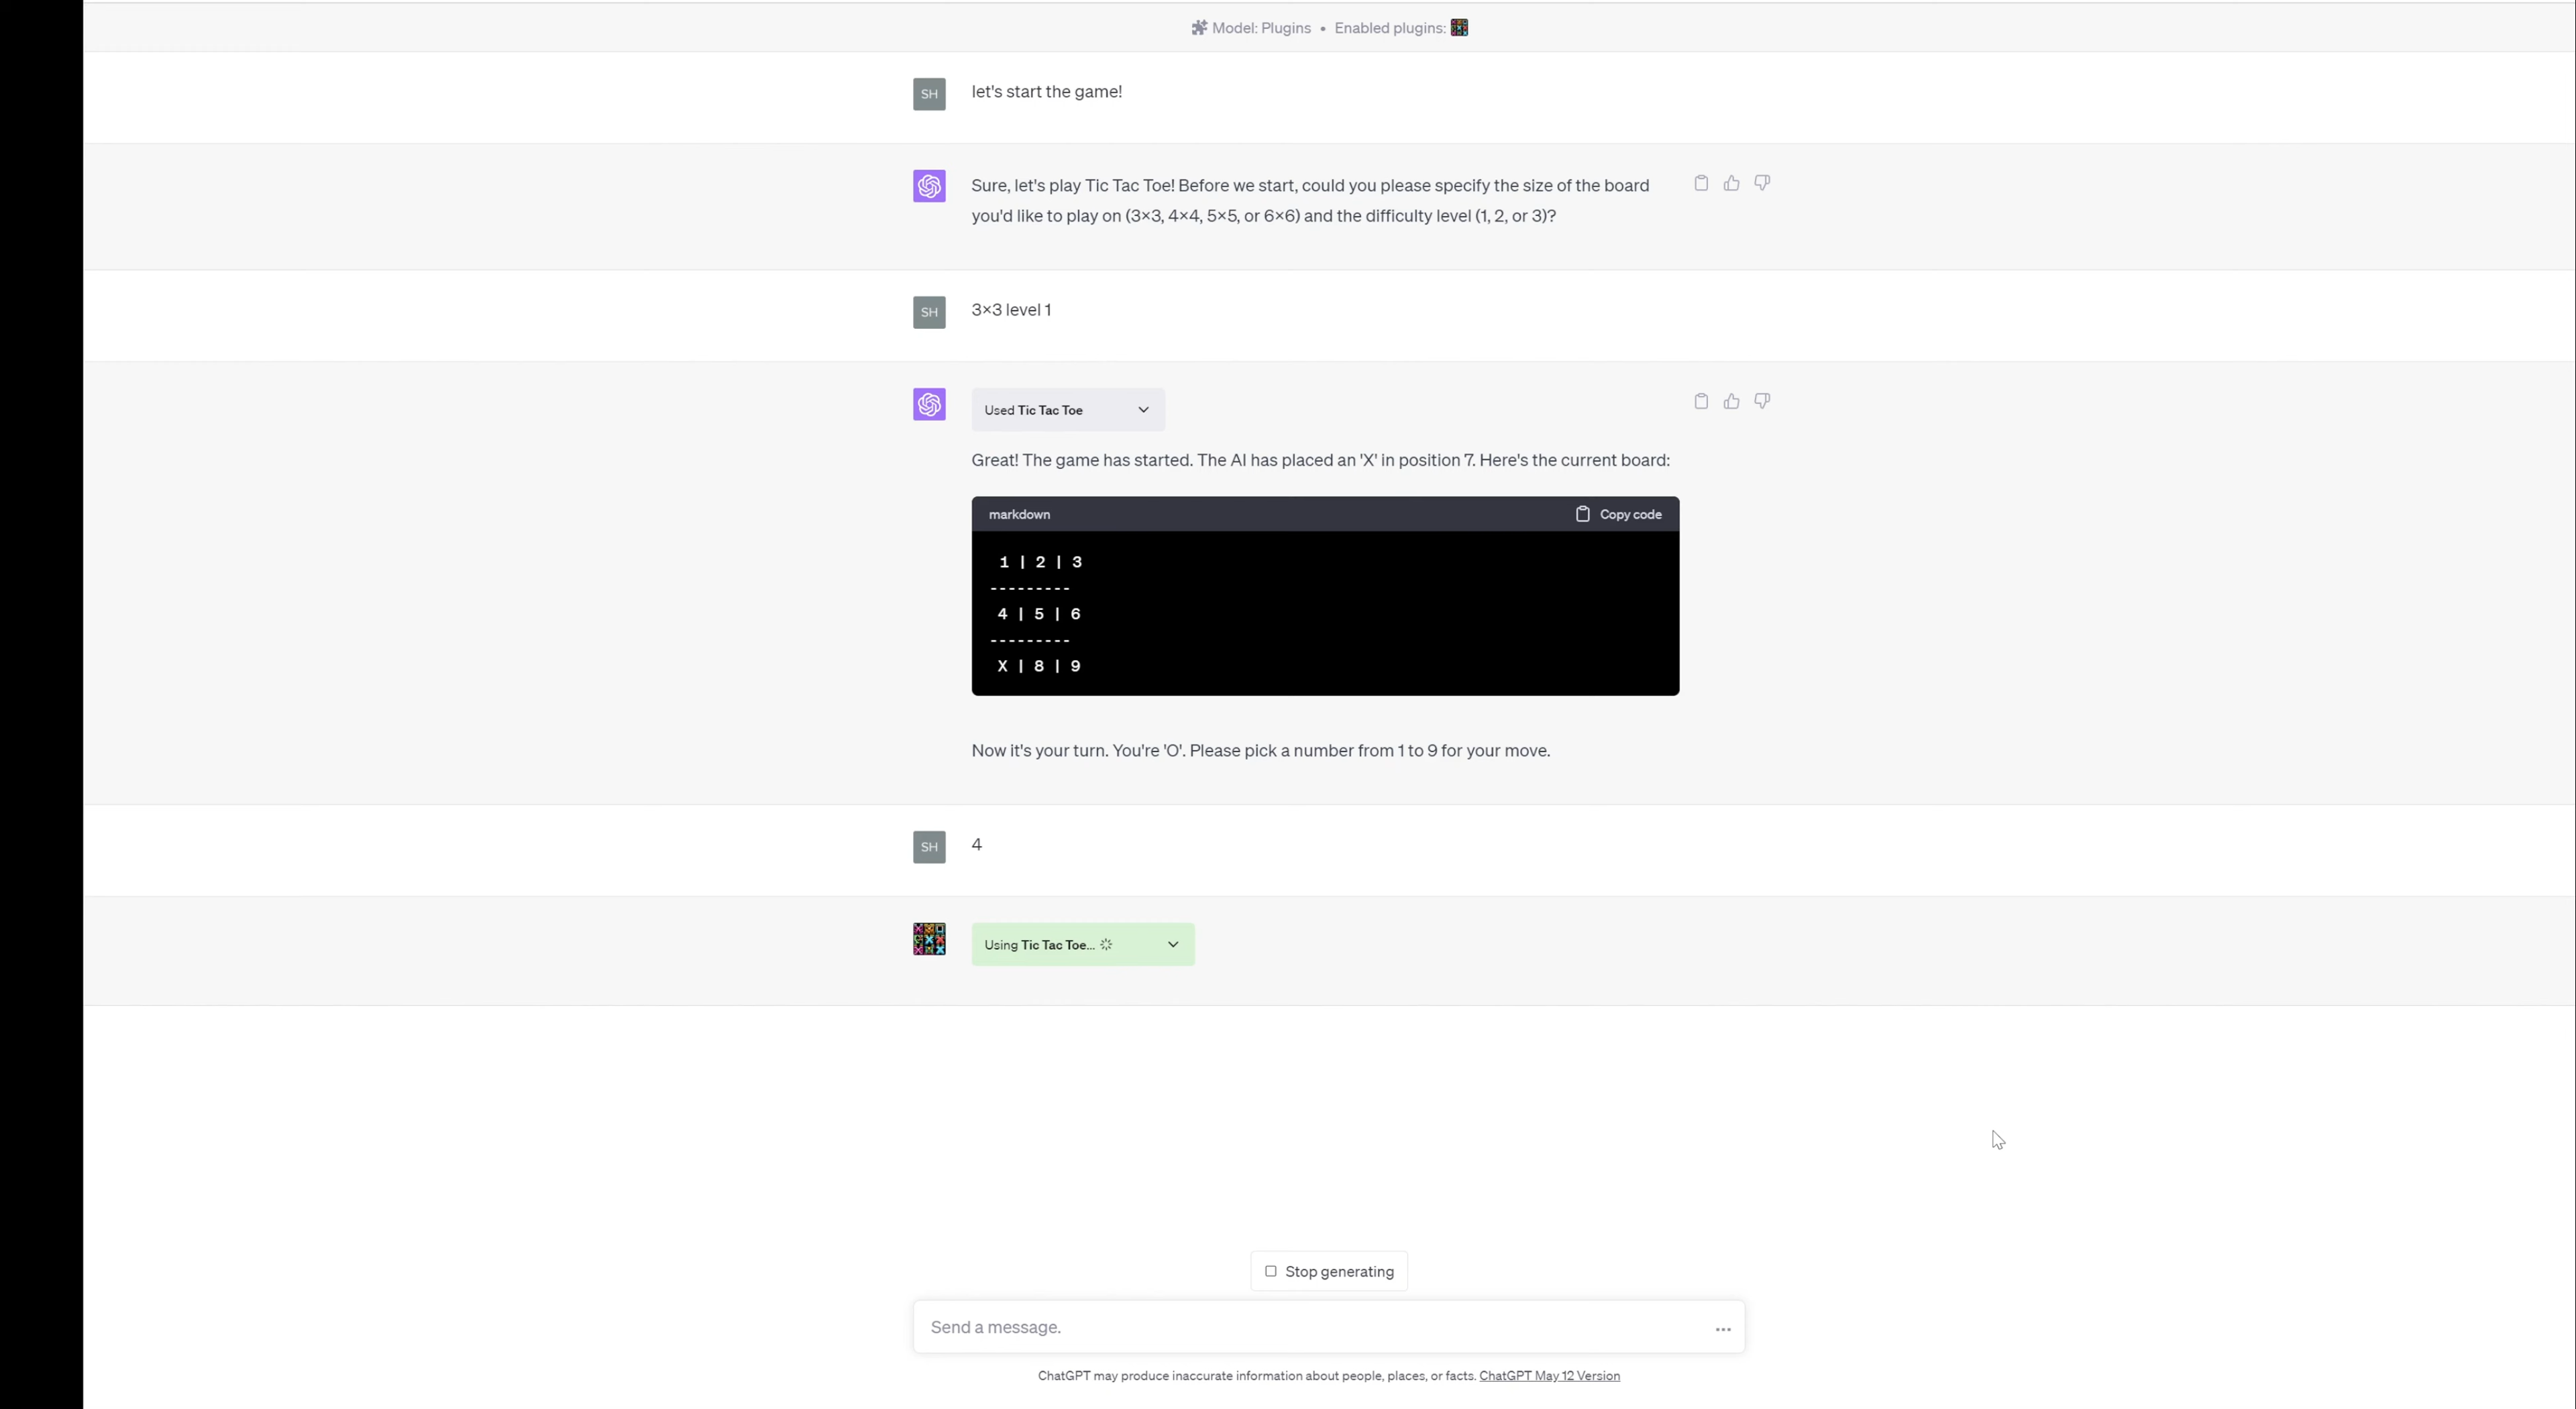 Model: Plugins • Enabled plugins:
SH
let's start the game!
Sure, let's play Tic Tac Toe! Before we start, could you please specify the size of the board
you'd like to play on (3×3, 4×4, 5×5, or 6×6) and the difficulty level (1, 2, or 3)?
SH
3×3 level 1
Used Tic Tac Toe
Great! The game has started. The AI has placed an 'X' in position 7. Here's the current board:
markdown Copy code
1 | 2 | 3
---------
4 | 5 | 6
---------
X | 8 | 9
Now it's your turn. You're 'O'. Please pick a number from 1 to 9 for your move.
SH
4
Using Tic Tac Toe...
Stop generating
Send a message.
ChatGPT may produce inaccurate information about people, places, or facts. ChatGPT May 12 Version